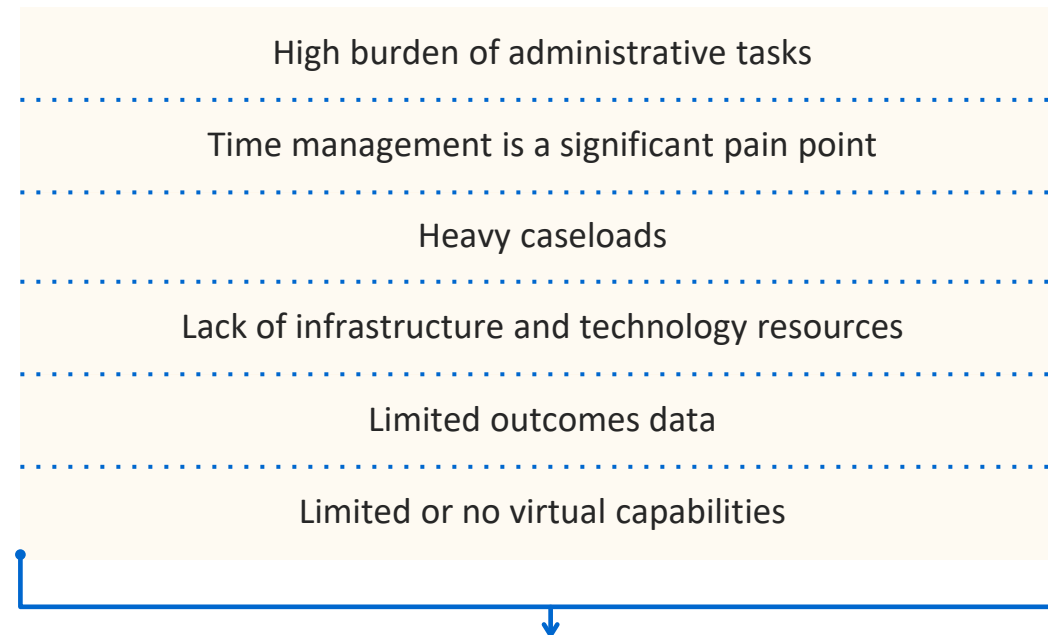 High burden of administrative tasks
Time management is a significant pain point
Heavy caseloads
Lack of infrastructure and technology resources
Limited outcomes data
Limited or no virtual capabilities